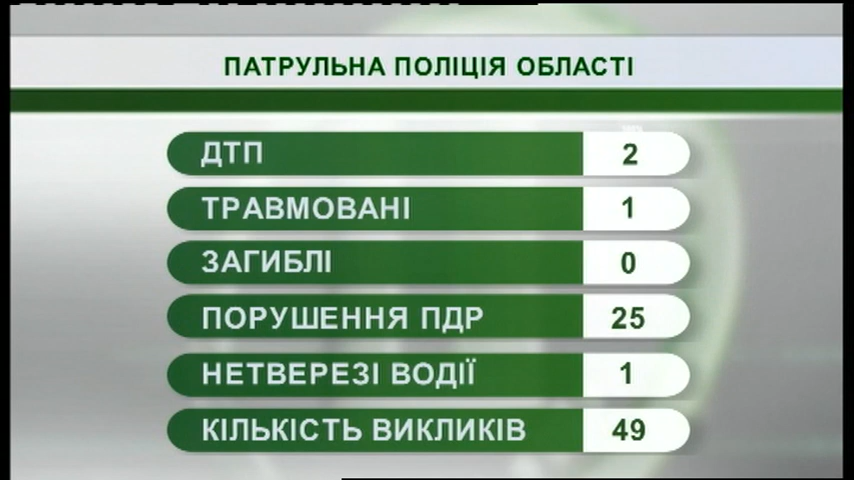 ПАТРУЛЬНА ПОЛІЦІЯ ОБЛАСТІ
ДТП 2
ТРАВМОВАНІ 1
ЗАГИБЛІ 0
ПОРУШЕННЯ ПДР 25
НЕТВЕРЕЗІ ВОДІЇ 1
КІЛЬКІСТЬ ВИКЛИКІВ 49